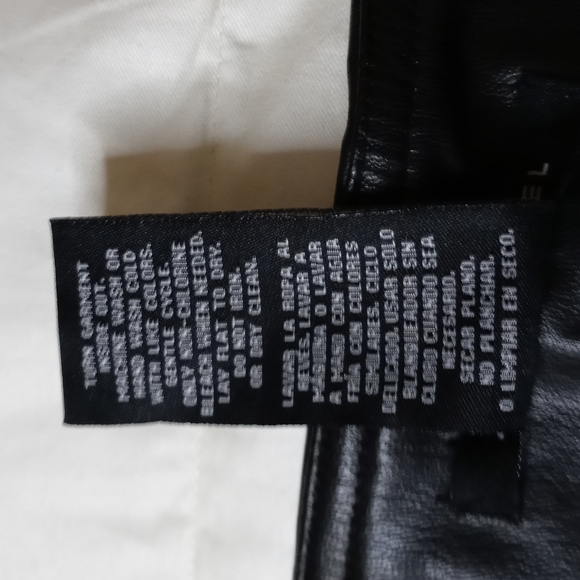 TURN GARMENT
INSIDE OUT.
MACHINE WASH OR
HAND WASH COLD
WITH LIKE COLORS.
GENTLE CYCLE.
ONLY NON-CHLORINE
BLEACH WHEN NEEDED.
LAY FLAT TO DRY.
DO NOT IRON.
OR DRY CLEAN.
LAVAR LA ROPA AL
REVES. LAVAR A
MAQUINA O LAVAR
A MANO CON AGUA
FRIA CON COLORES
SIMILARES. CICLO
DELICADO. USAR SOLO
BLANQUEADOR SIN
CLORO CUANDO SEA
NECESARIO.
SECAR PLANO.
NO PLANCHAR.
O LIMPIAR EN SECO.